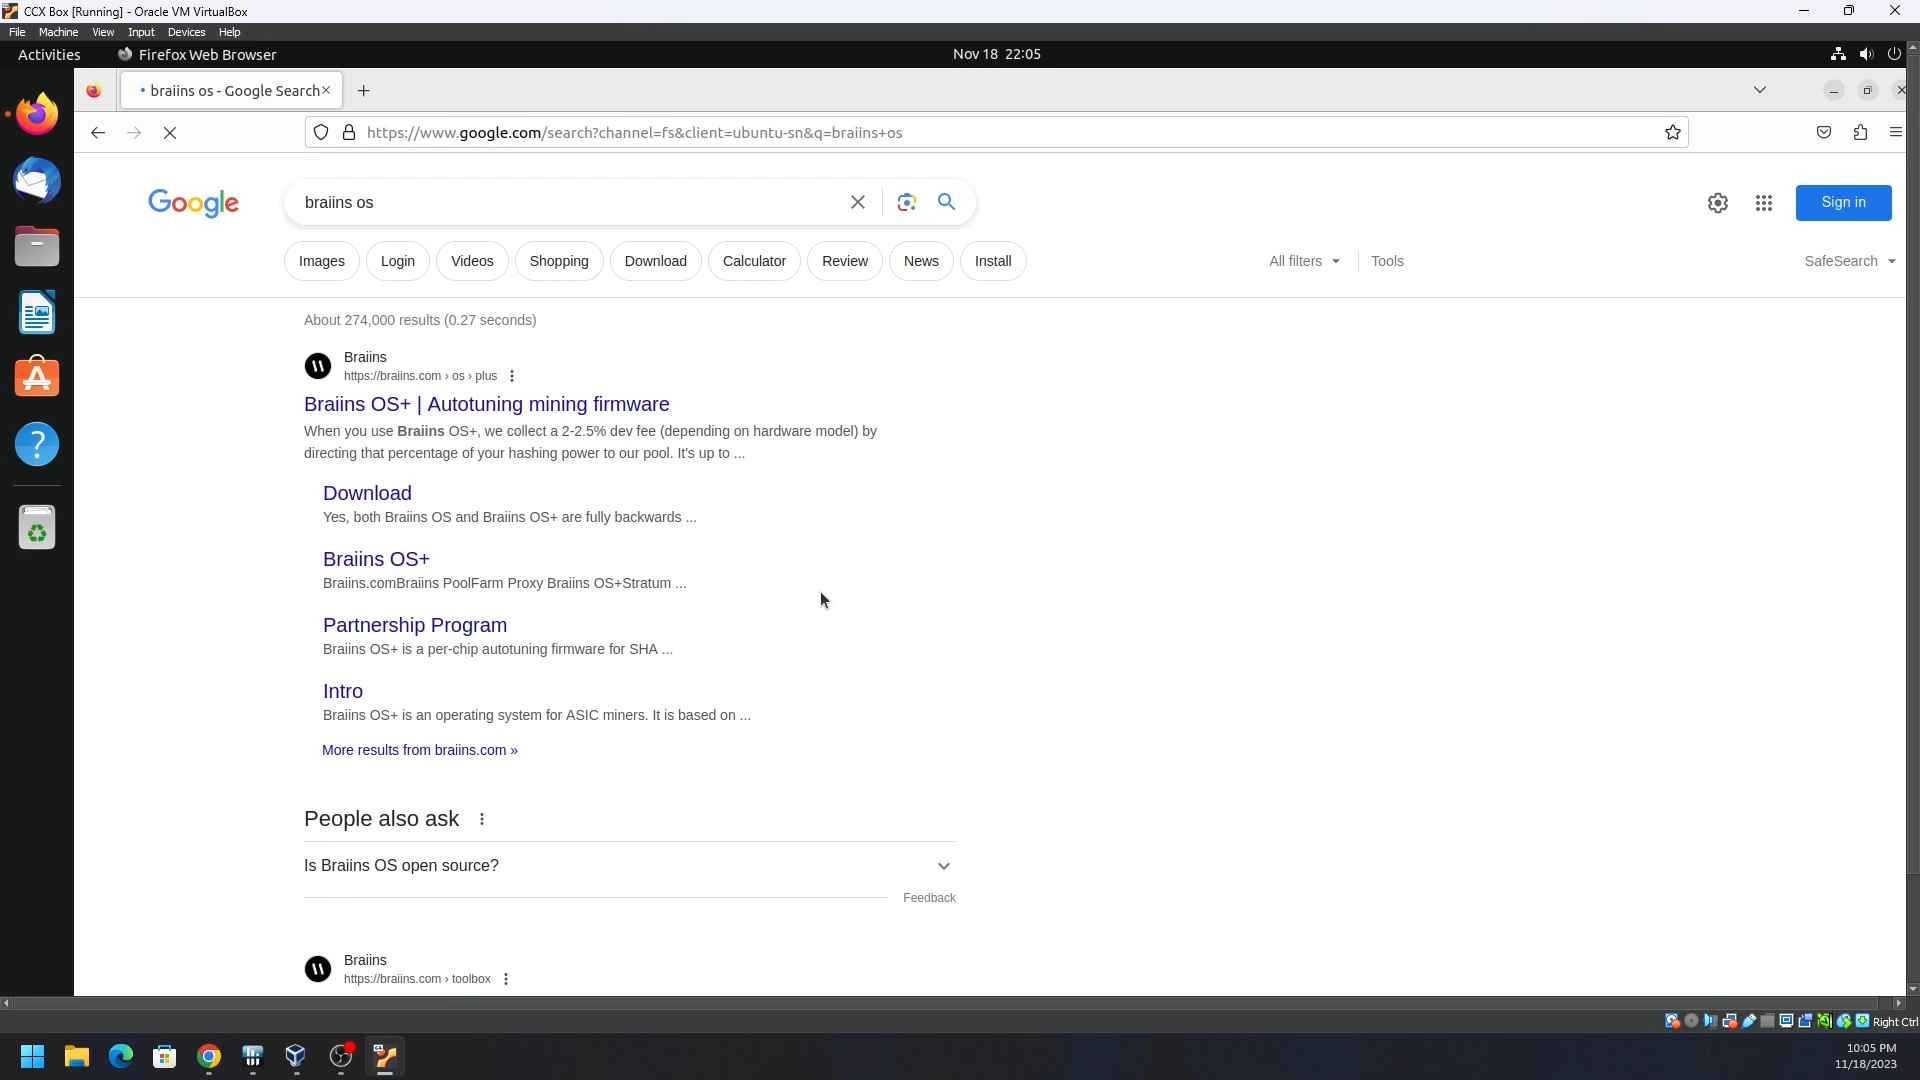 CCX Box [Running] - Oracle VM VirtualBox
File Machine View Input Devices Help
Activities Firefox Web Browser Nov 18 22:05
braiins os - Google Search
https://www.google.com/search?channel=fs&client=ubuntu-sn&q=braiins+os
Google braiins os Sign in
Images Login Videos Shopping Download Calculator Review News Install All filters Tools SafeSearch
About 274,000 results (0.27 seconds)
Braiins
https://braiins.com › os › plus
Braiins OS+ | Autotuning mining firmware
When you use Braiins OS+, we collect a 2-2.5% dev fee (depending on hardware model) by
directing that percentage of your hashing power to our pool. It's up to ...
Download
Yes, both Braiins OS and Braiins OS+ are fully backwards ...
Braiins OS+
Braiins.comBraiins PoolFarm Proxy Braiins OS+Stratum ...
Partnership Program
Braiins OS+ is a per-chip autotuning firmware for SHA ...
Intro
Braiins OS+ is an operating system for ASIC miners. It is based on ...
More results from braiins.com »
People also ask
Is Braiins OS open source?
Feedback
Braiins
https://braiins.com › toolbox
Right Ctrl
10:05 PM
11/18/2023